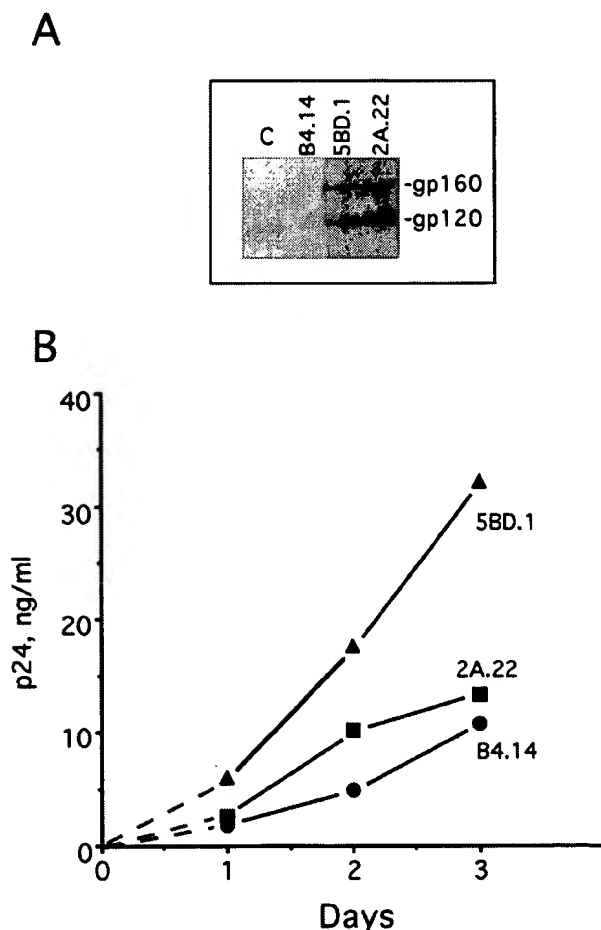 A
C B4.14 5BD.1 2A.22
-gp160
-gp120
B
40
30
20
10
0
p24, ng/ml
5BD.1
2A.22
B4.14
0 1 2 3
Days